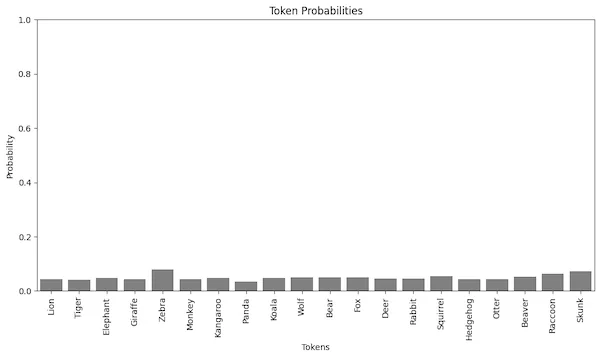 Token Probabilities
1.0
0.8
0.6
0.4
0.2
0.0
Probability
Lion
Tiger
Elephant
Giraffe
Zebra
Monkey
Kangaroo
Panda
Koala
Wolf
Bear
Fox
Deer
Rabbit
Squirrel
Hedgehog
Otter
Beaver
Raccoon
Skunk
Tokens